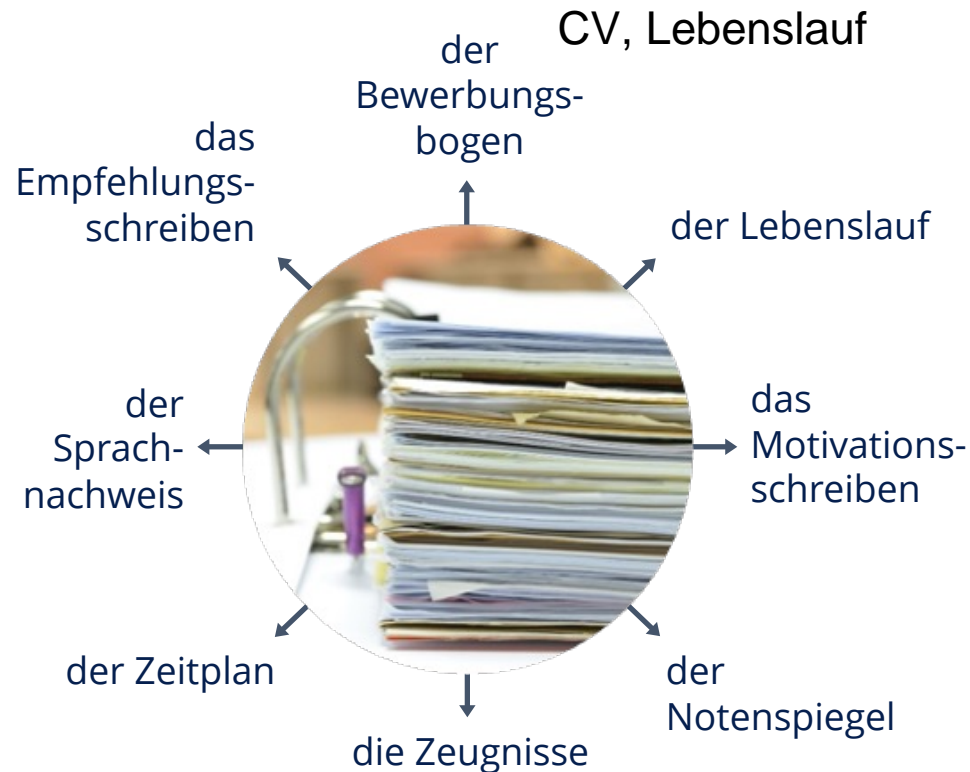 CV, Lebenslauf
der
Bewerbungs-
bogen
der Lebenslauf
das
Motivations-
schreiben
der
Notenspiegel
die Zeugnisse
der Zeitplan
der
Sprach-
nachweis
das
Empfehlungs-
schreiben